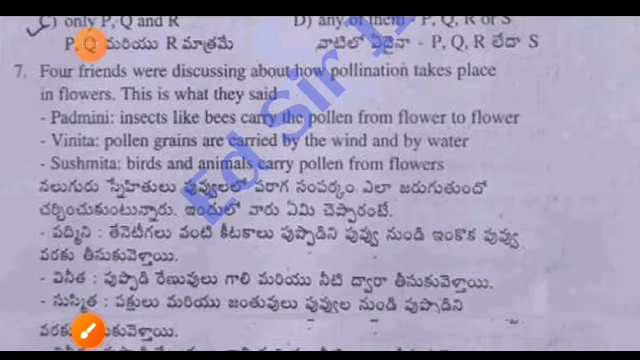 C) only P, Q and R D) any of them - P, Q, R or S
P, Q మరియు R మాత్రమే వాటిలో ఏదైనా - P, Q, R లేదా S
7. Four friends were discussing about how pollination takes place
in flowers. This is what they said
- Padmini: insects like bees carry the pollen from flower to flower
- Vinita: pollen grains are carried by the wind and by water
- Sushmita: birds and animals carry pollen from flowers
నలుగురు స్నేహితులు పువ్వులలో పరాగ సంపర్కం ఎలా జరుగుతుందో
చర్చించుకుంటున్నారు. ఇందులో వారు ఏమి చెప్పారంటే.
- పద్మిని : తేనెటీగలు వంటి కీటకాలు పుప్పొడిని పువ్వు నుండి ఇంకొక పువ్వు
వరకు తీసుకువెళ్తాయి.
- వినీత : పుప్పొడి రేణువులు గాలి మరియు నీటి ద్వారా తీసుకువెళ్లాయి.
- సుస్మిత : పక్షులు మరియు జంతువులు పువ్వుల నుండి పుప్పొడిని
వరకు
Ed Sir